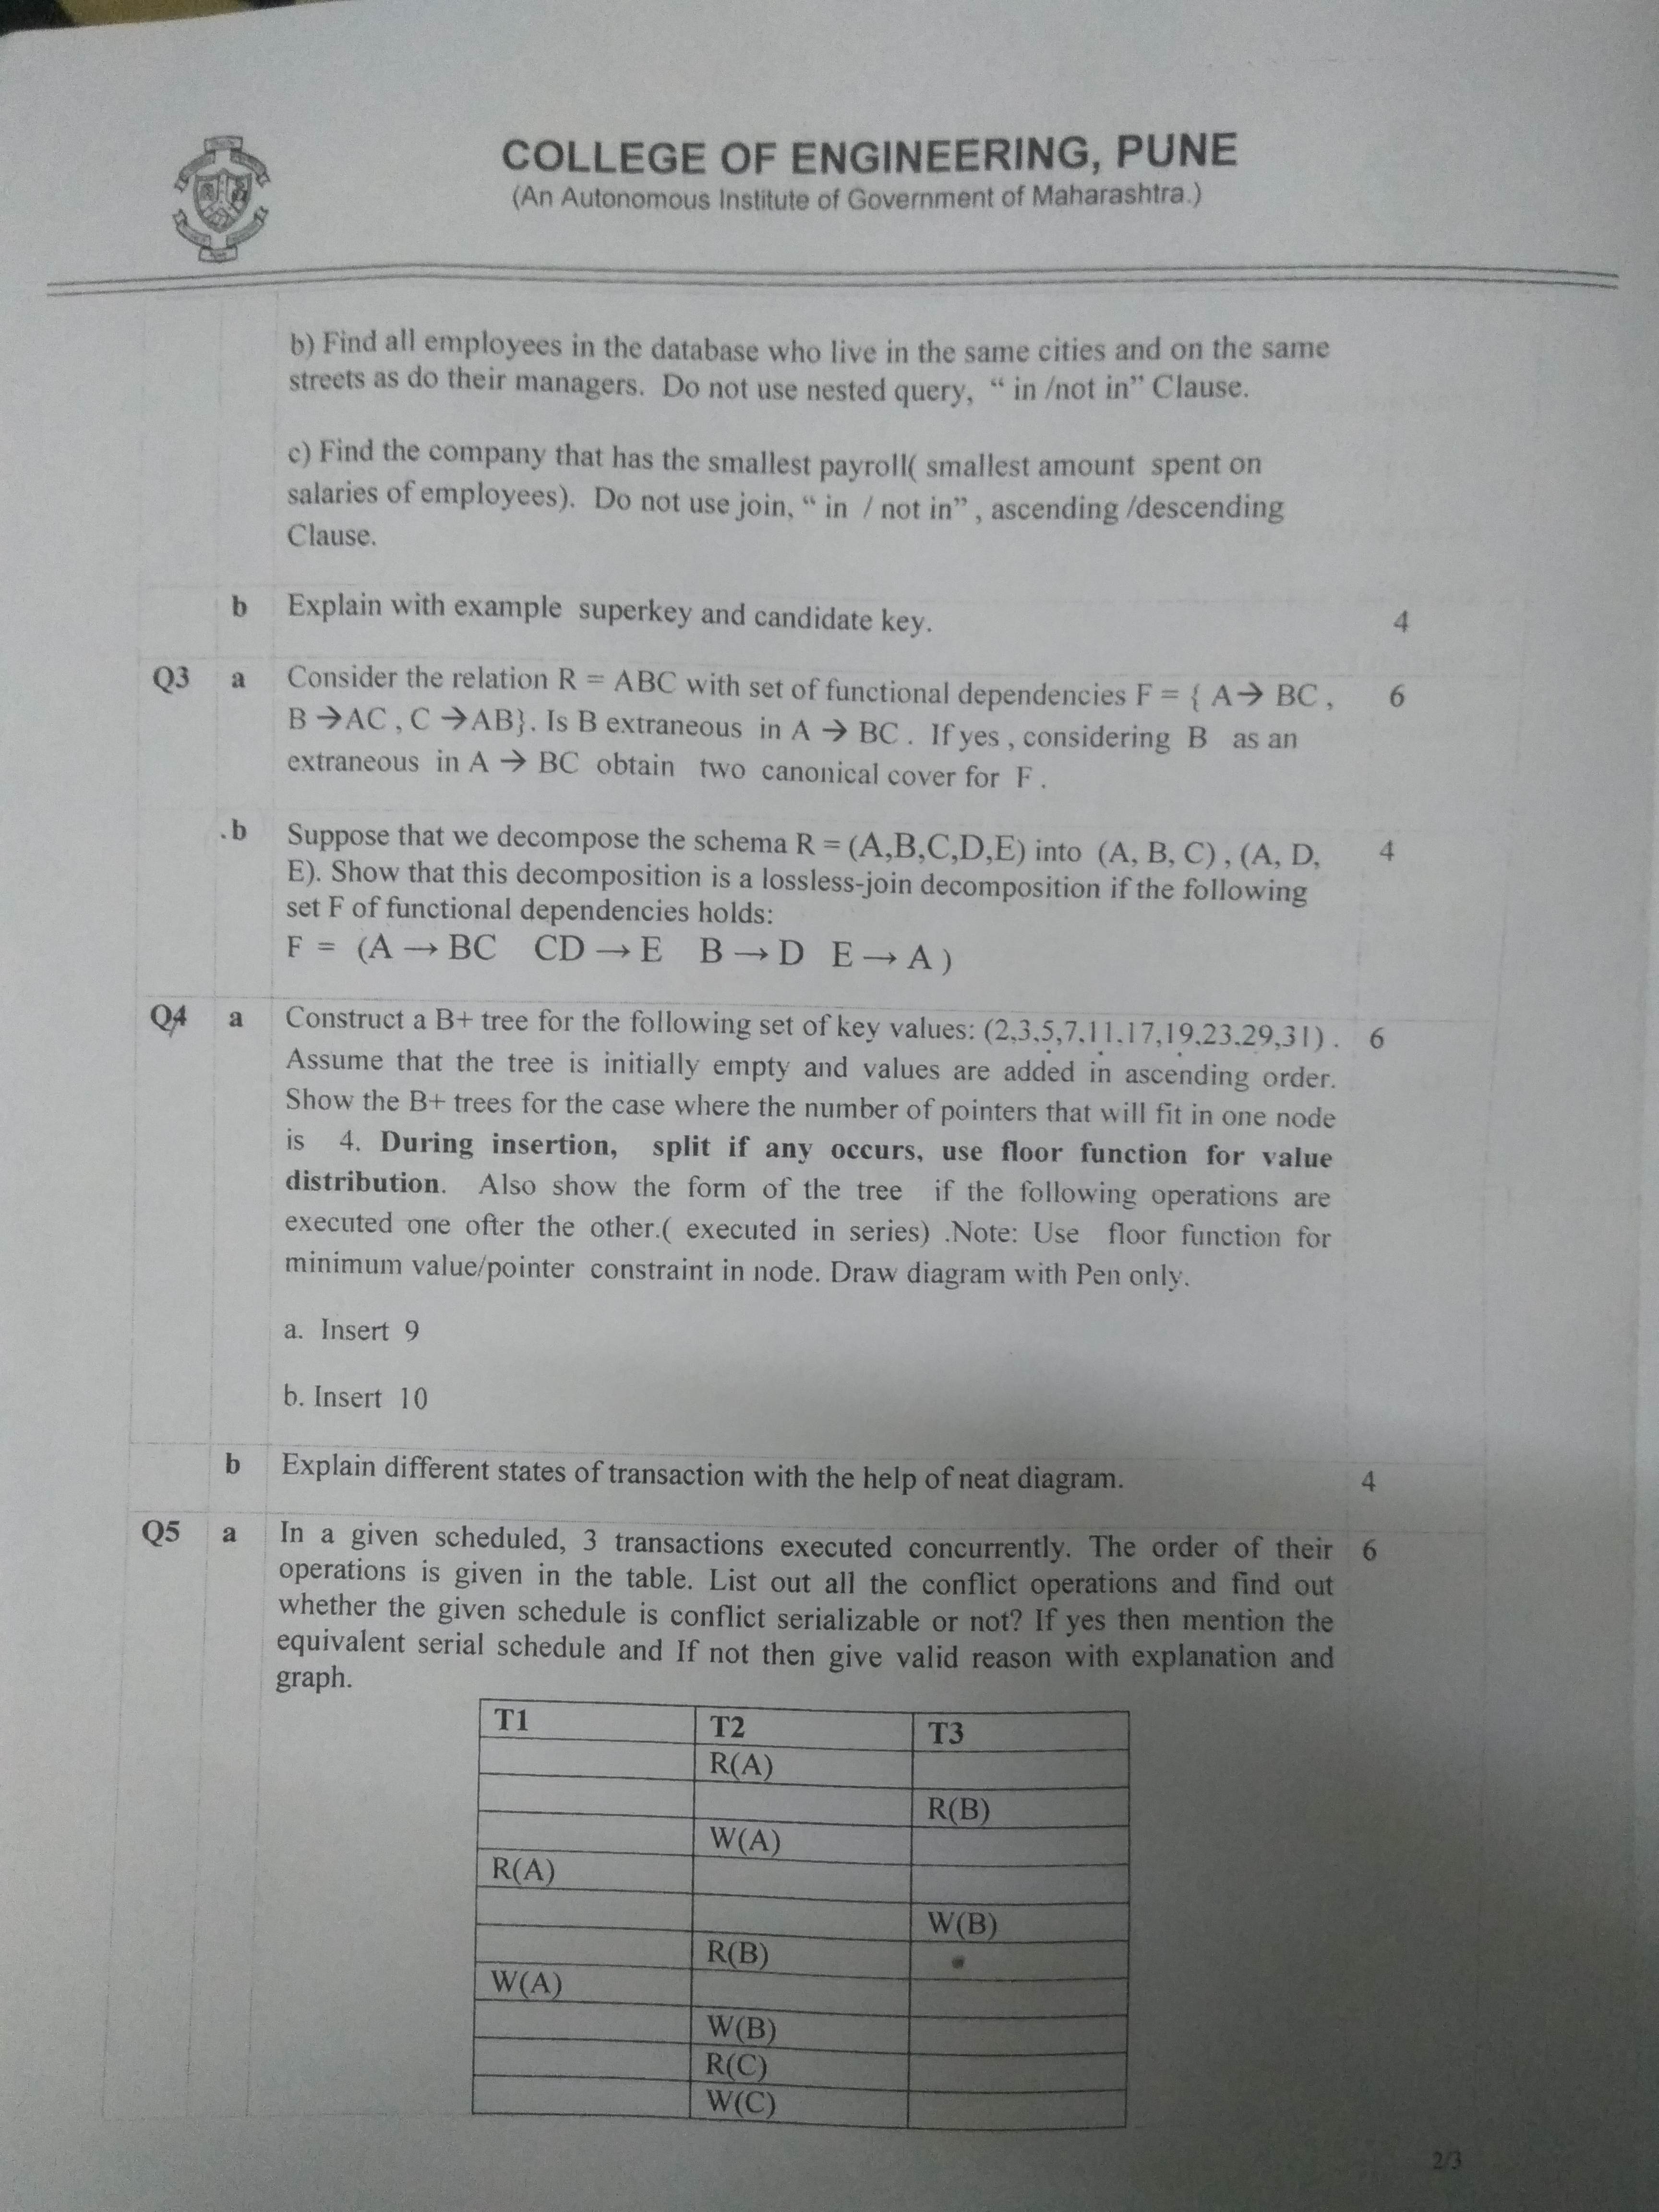 COLLEGE OF ENGINEERING, PUNE
(An Autonomous Institute of Government of Maharashtra.)
b) Find all employees in the database who live in the same cities and on the same
streets as do their managers. Do not use nested query, “ in /not in” Clause.
c) Find the company that has the smallest payroll( smallest amount spent on
salaries of employees). Do not use join, “ in / not in” , ascending /descending
Clause.
b Explain with example superkey and candidate key. 4
Q3 a Consider the relation R = ABC with set of functional dependencies F = { A→ BC , 6
B →AC , C →AB}. Is B extraneous in A → BC . If yes , considering B as an
extraneous in A → BC obtain two canonical cover for F .
.b Suppose that we decompose the schema R = (A,B,C,D,E) into (A, B, C) , (A, D, 4
E). Show that this decomposition is a lossless-join decomposition if the following
set F of functional dependencies holds:
F = (A → BC CD → E B → D E → A )
Q4 a Construct a B+ tree for the following set of key values: (2,3,5,7,11,17,19,23,29,31) . 6
Assume that the tree is initially empty and values are added in ascending order.
Show the B+ trees for the case where the number of pointers that will fit in one node
is 4. During insertion, split if any occurs, use floor function for value
distribution. Also show the form of the tree if the following operations are
executed one ofter the other.( executed in series) .Note: Use floor function for
minimum value/pointer constraint in node. Draw diagram with Pen only.
a. Insert 9
b. Insert 10
b Explain different states of transaction with the help of neat diagram. 4
Q5 a In a given scheduled, 3 transactions executed concurrently. The order of their 6
operations is given in the table. List out all the conflict operations and find out
whether the given schedule is conflict serializable or not? If yes then mention the
equivalent serial schedule and If not then give valid reason with explanation and
graph.
T1 T2 T3
R(A)
R(B)
W(A)
R(A)
W(B)
R(B)
W(A)
W(B)
R(C)
W(C)
2/3